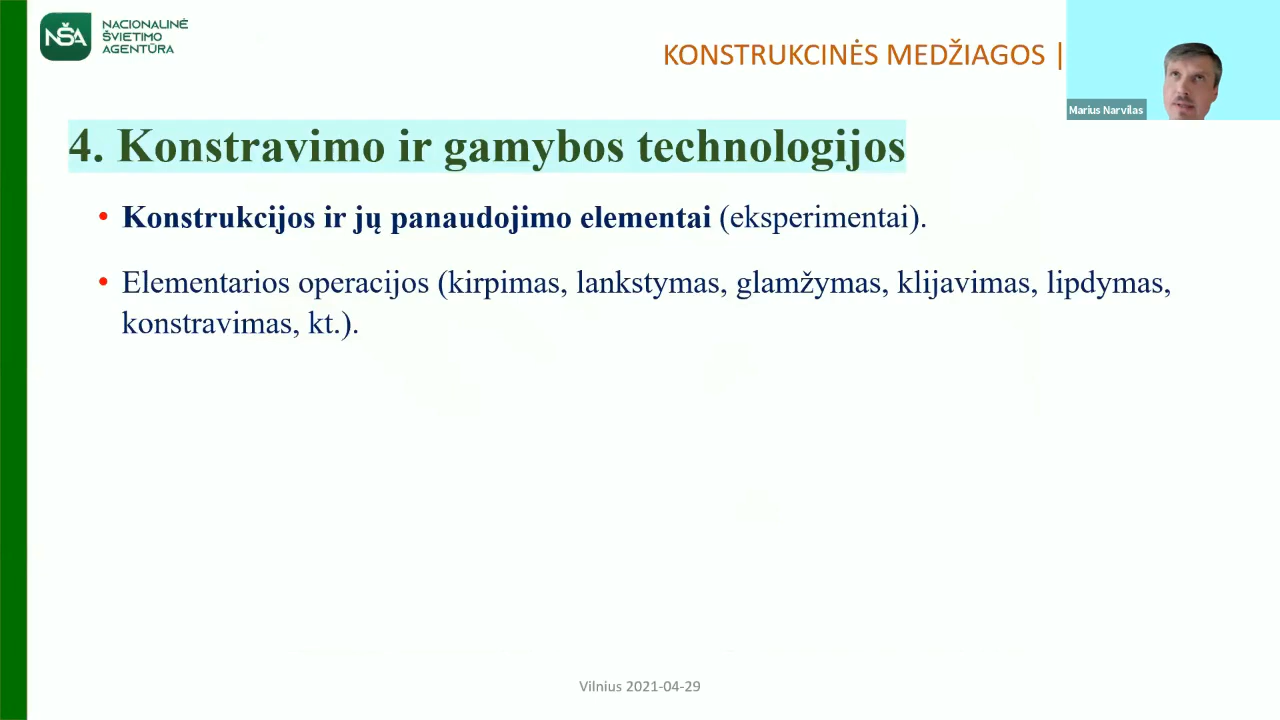 NŠA
NACIONALINĖ
ŠVIETIMO
AGENTŪRA
KONSTRUKCINĖS MEDŽIAGOS |
Marius Narvilas
4. Konstravimo ir gamybos technologijos
• Konstrukcijos ir jų panaudojimo elementai (eksperimentai).
• Elementarios operacijos (kirpimas, lankstymas, glamžymas, klijavimas, lipdymas,
konstravimas, kt.).
Vilnius 2021-04-29